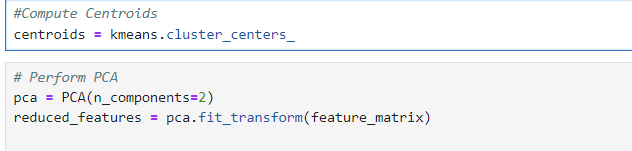 #Compute Centroids
centroids = kmeans.cluster_centers_
# Perform PCA
pca = PCA(n_components=2)
reduced_features = pca.fit_transform(feature_matrix)